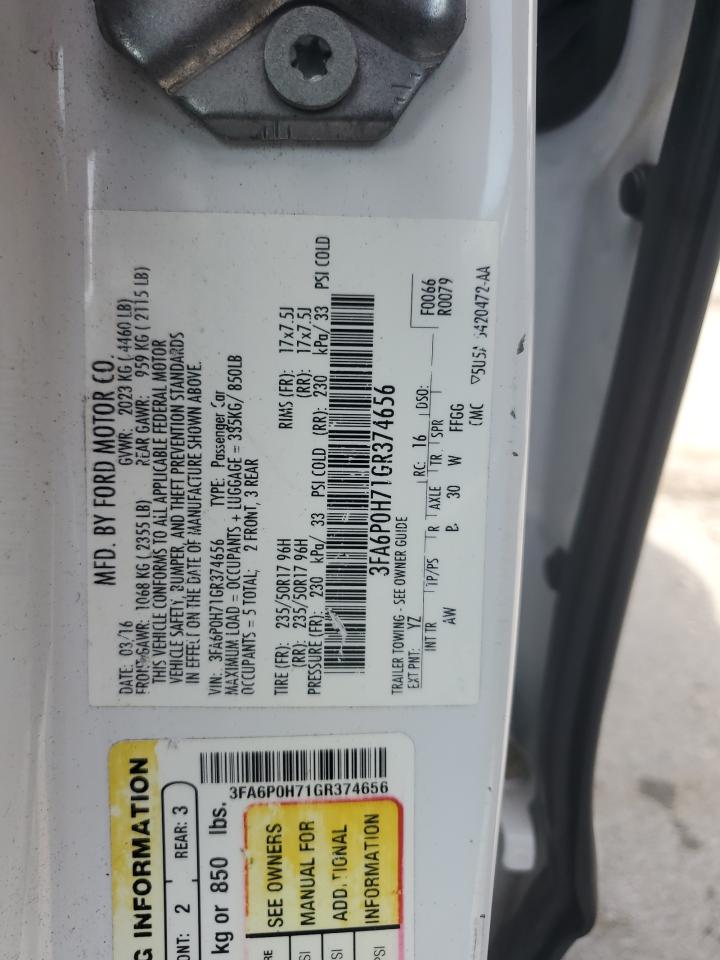 MFD. BY FORD MOTOR CO.
DATE: 03/16 GVWR: 2023 KG ( 4460 LB)
FRONT GAWR: 1068 KG ( 2355 LB) REAR GAWR: 959 KG ( 2115 LB)
THIS VEHICLE CONFORMS TO ALL APPLICABLE FEDERAL MOTOR
VEHICLE SAFETY, BUMPER, AND THEFT PREVENTION STANDARDS
IN EFFECT ON THE DATE OF MANUFACTURE SHOWN ABOVE.
VIN: 3FA6P0H71GR374656 TYPE: Passenger Car
MAXIMUM LOAD = OCCUPANTS + LUGGAGE = 385KG/ 850LB
OCCUPANTS = 5 TOTAL; 2 FRONT, 3 REAR
TIRE (FR): 235/50R17 96H RIMS (FR): 17x7.5J
(RR): 235/50R17 96H (RR): 17x7.5J
PRESSURE (FR): 230 kPa/ 33 PSI COLD (RR): 230 kPa/ 33 PSI COLD
3FA6P0H71GR374656
TRAILER TOWING - SEE OWNER GUIDE
F0066
R0079
EXT PNT: YZ RC: 16 DSO:
INT TR TP/PS R AXLE TR SPR
AW P 30 W FFGG
420472-AA
3FA6P0H71GR374656
INFORMATION
2 REAR: 3
kg or 850 lbs.
SEE OWNERS
MANUAL FOR
ADDITIONAL
INFORMATION